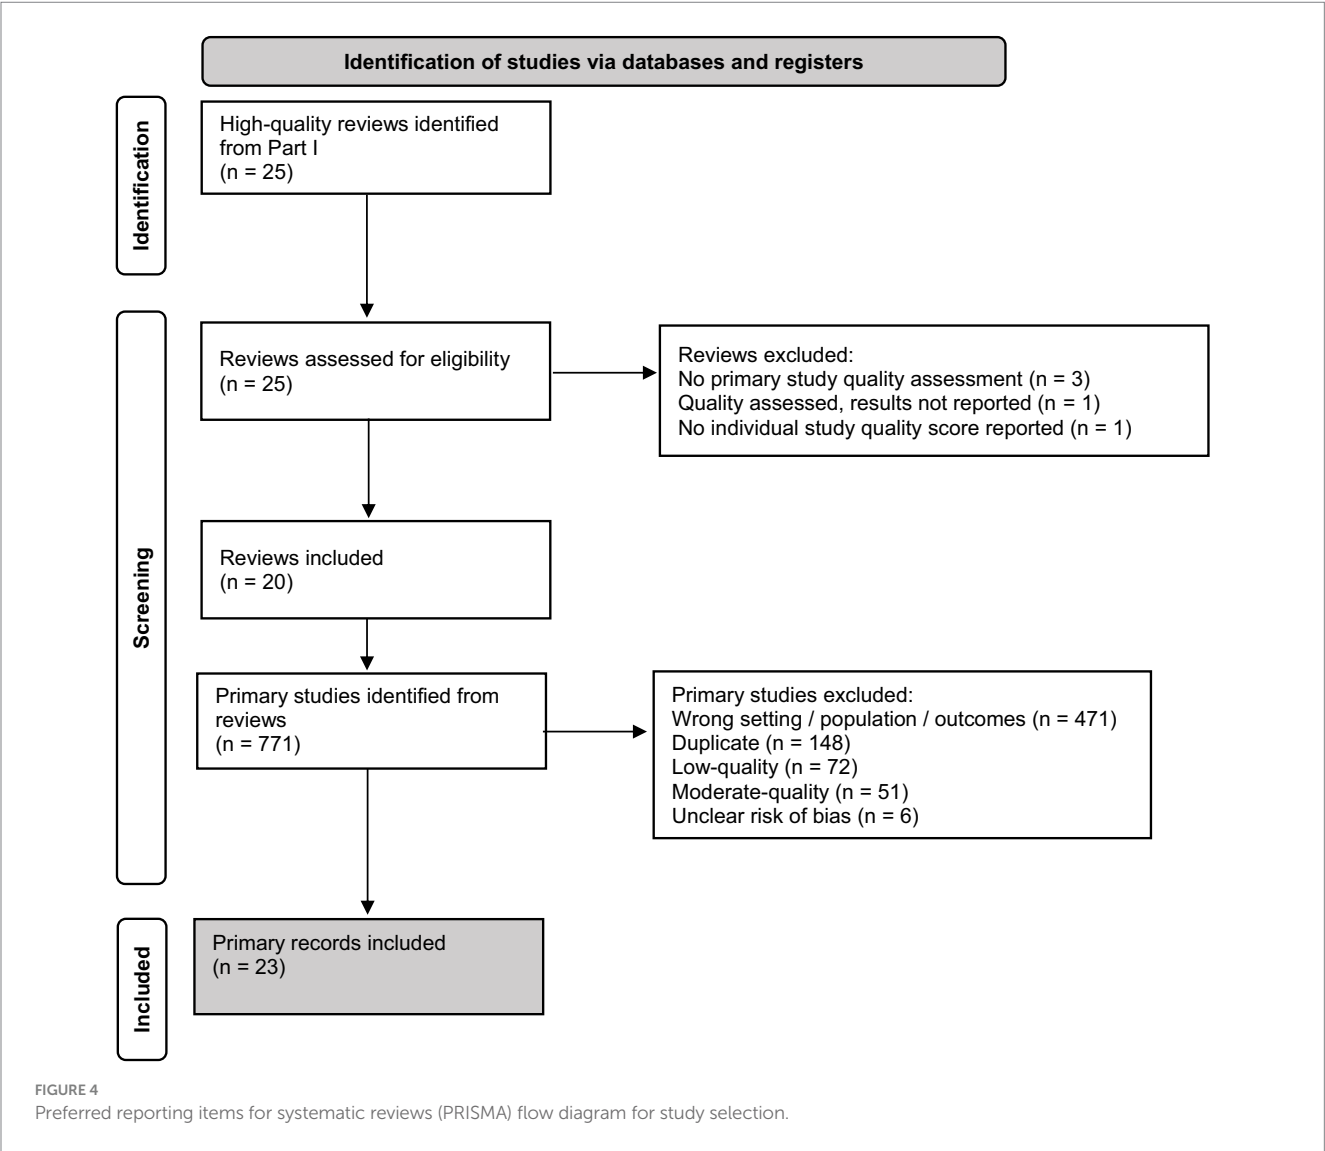 Identification of studies via databases and registers
Identification
High-quality reviews identified
from Part I
(n = 25)
Screening
Reviews assessed for eligibility
(n = 25)
Reviews excluded:
No primary study quality assessment (n = 3)
Quality assessed, results not reported (n = 1)
No individual study quality score reported (n = 1)
Reviews included
(n = 20)
Primary studies identified from
reviews
(n = 771)
Primary studies excluded:
Wrong setting / population / outcomes (n = 471)
Duplicate (n = 148)
Low-quality (n = 72)
Moderate-quality (n = 51)
Unclear risk of bias (n = 6)
Included
Primary records included
(n = 23)
FIGURE 4
Preferred reporting items for systematic reviews (PRISMA) flow diagram for study selection.